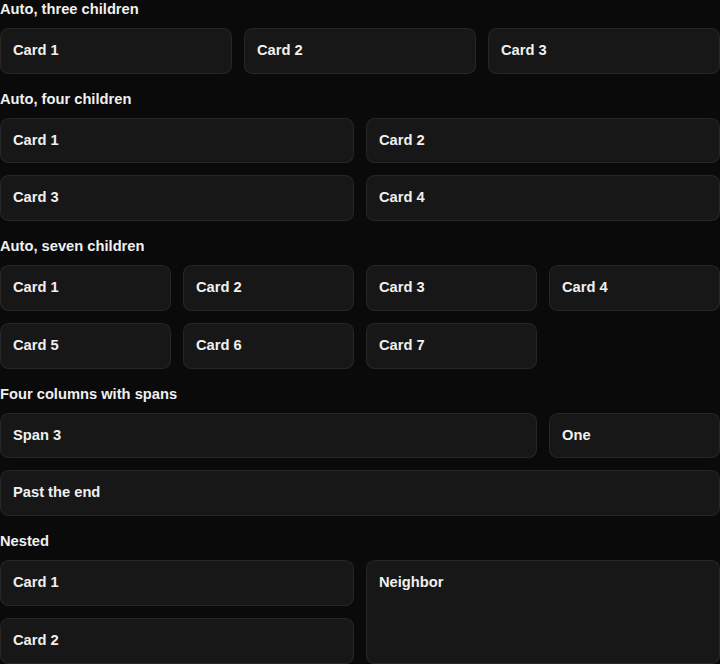 Auto, three children
Card 1 Card 2 Card 3
Auto, four children
Card 1 Card 2
Card 3 Card 4
Auto, seven children
Card 1 Card 2 Card 3 Card 4
Card 5 Card 6 Card 7
Four columns with spans
Span 3 One
Past the end
Nested
Card 1 Neighbor
Card 2